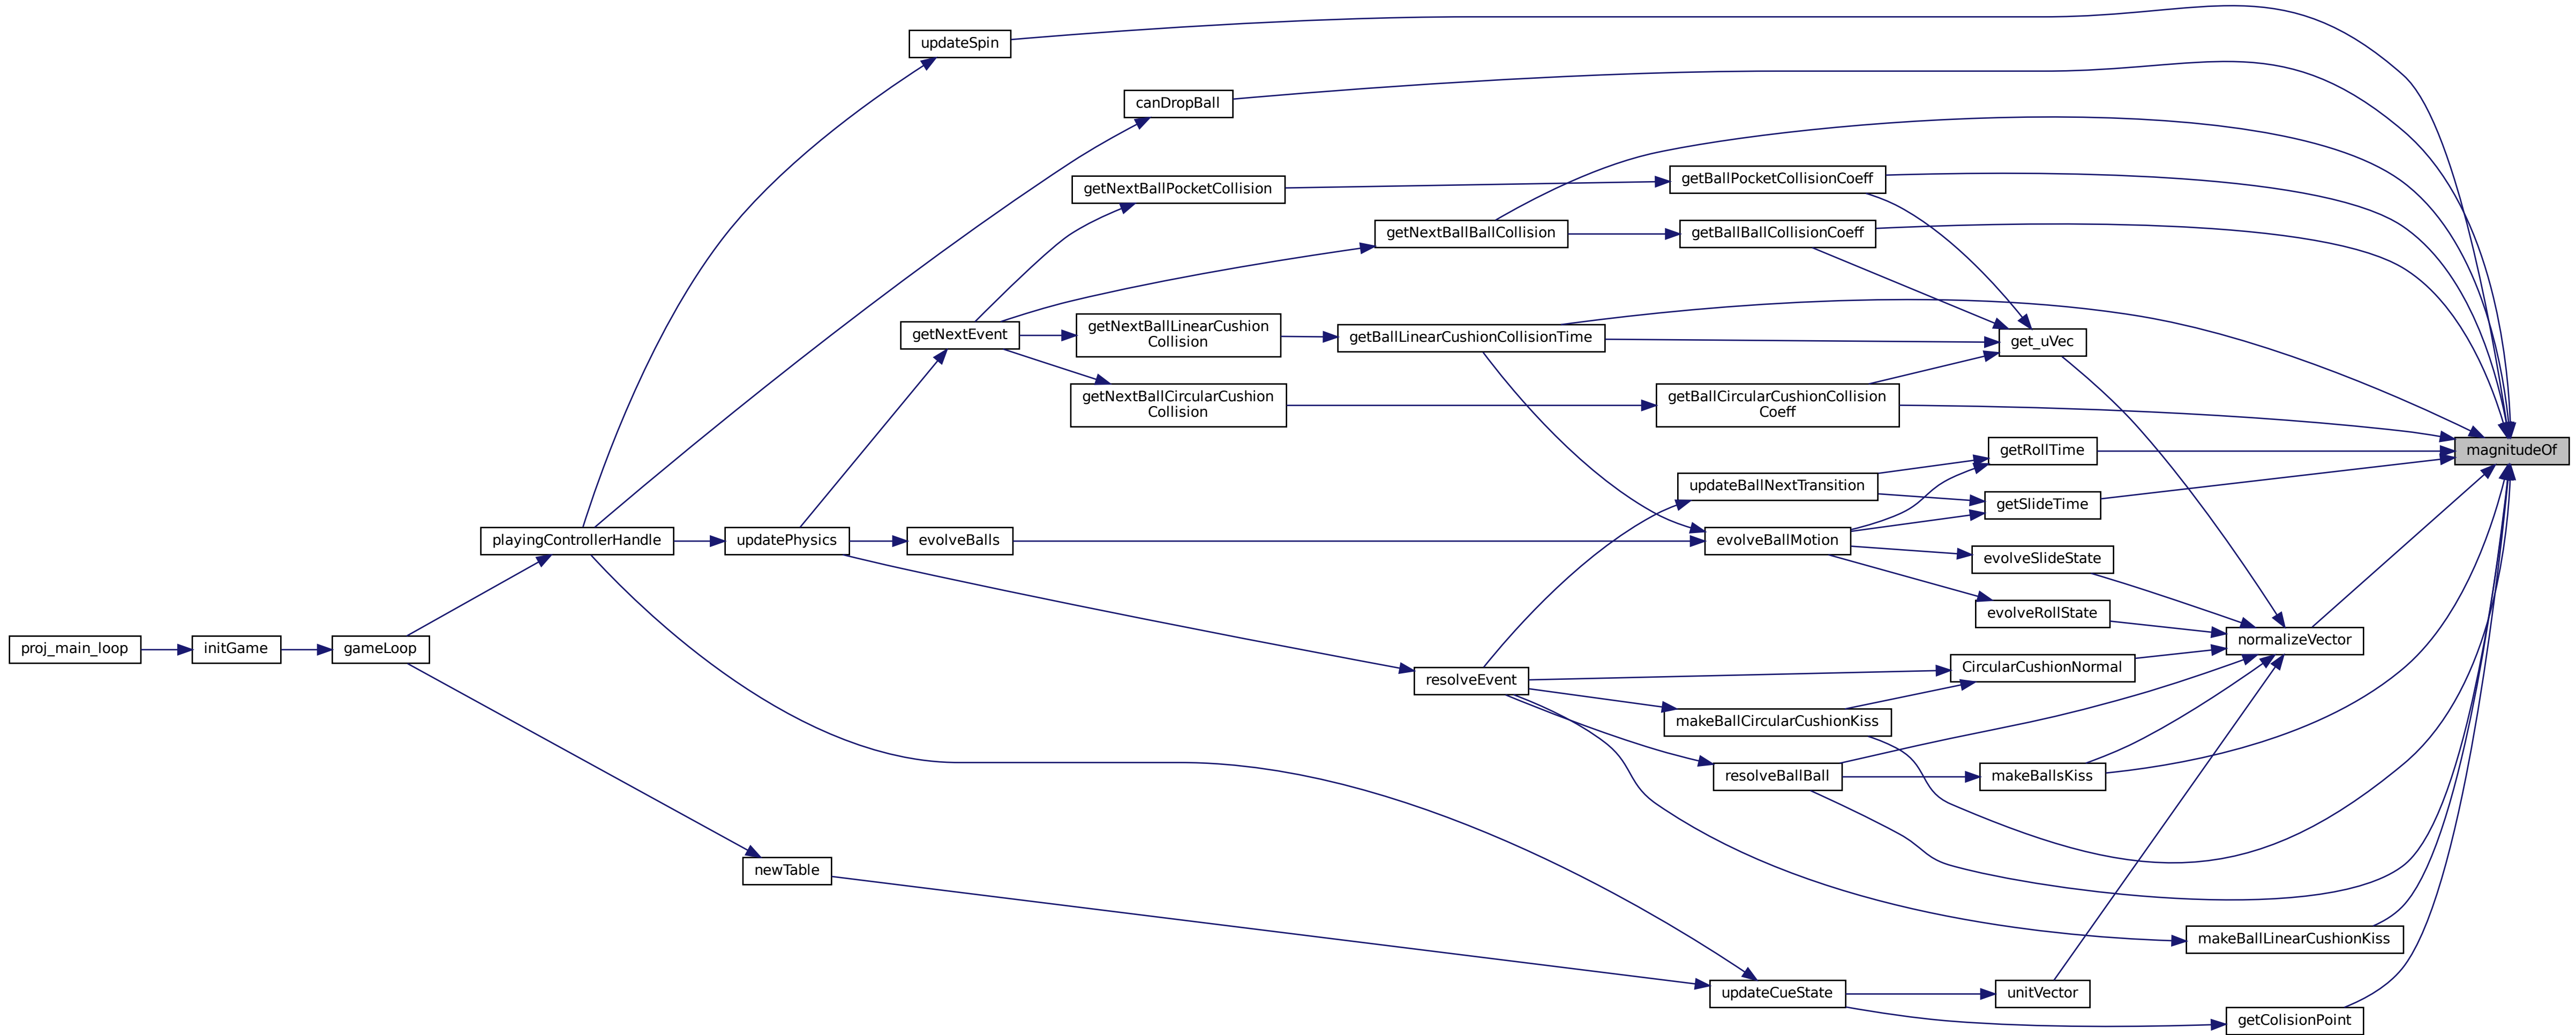 updateSpin
canDropBall
getNextBallPocketCollision
getBallPocketCollisionCoeff
getNextBallBallCollision
getBallBallCollisionCoeff
getNextEvent
getNextBallLinearCushion
Collision
getBallLinearCushionCollisionTime
get_uVec
getNextBallCircularCushion
Collision
getBallCircularCushionCollision
Coeff
magnitudeOf
getRollTime
updateBallNextTransition
getSlideTime
playingControllerHandle
updatePhysics
evolveBalls
evolveBallMotion
evolveSlideState
evolveRollState
proj_main_loop
initGame
gameLoop
normalizeVector
CircularCushionNormal
resolveEvent
makeBallCircularCushionKiss
resolveBallBall
makeBallsKiss
newTable
makeBallLinearCushionKiss
updateCueState
unitVector
getColisionPoint